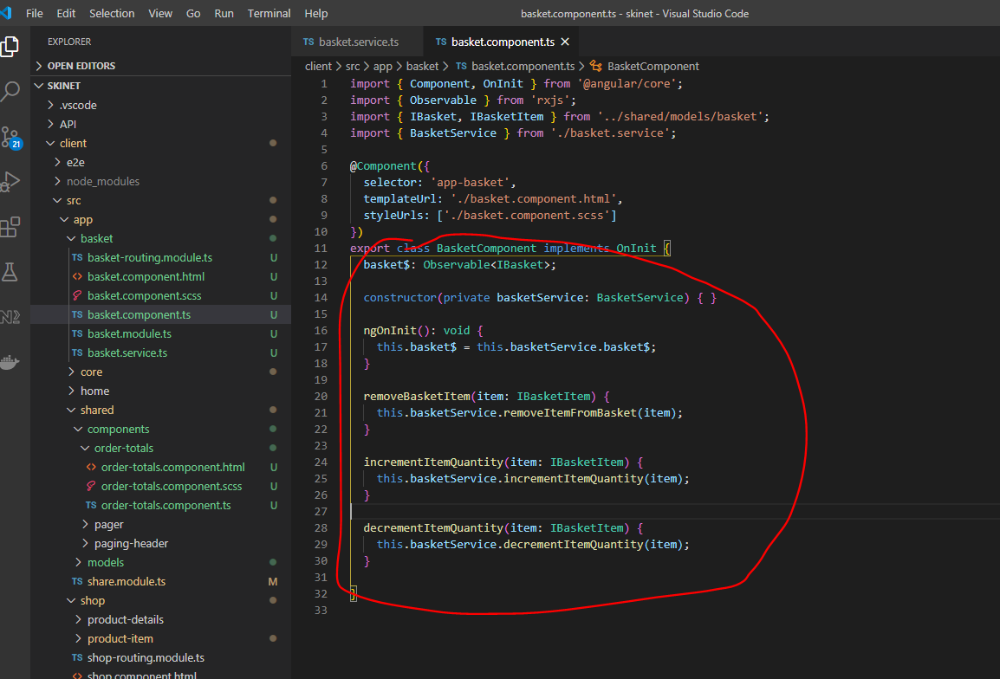 File Edit Selection View Go Run Terminal Help basket.component.ts - skinet - Visual Studio Code
EXPLORER
OPEN EDITORS
SKINET
.vscode
API
client
e2e
node_modules
src
app
basket
TS basket-routing.module.ts U
basket.component.html U
basket.component.scss U
TS basket.component.ts U
TS basket.module.ts U
TS basket.service.ts U
core
home
shared
components
order-totals
order-totals.component.html U
order-totals.component.scss U
TS order-totals.component.ts U
pager
paging-header
models
TS share.module.ts M
shop
product-details
product-item
TS shop-routing.module.ts
shop.component.html
21
TS basket.service.ts TS basket.component.ts
client > src > app > basket > TS basket.component.ts > BasketComponent
1 import { Component, OnInit } from '@angular/core';
2 import { Observable } from 'rxjs';
3 import { IBasket, IBasketItem } from '../shared/models/basket';
4 import { BasketService } from './basket.service';
5
6 @Component({
7 selector: 'app-basket',
8 templateUrl: './basket.component.html',
9 styleUrls: ['./basket.component.scss']
10 })
11 export class BasketComponent implements OnInit {
12 basket$: Observable<IBasket>;
13
14 constructor(private basketService: BasketService) { }
15
16 ngOnInit(): void {
17 this.basket$ = this.basketService.basket$;
18 }
19
20 removeBasketItem(item: IBasketItem) {
21 this.basketService.removeItemFromBasket(item);
22 }
23
24 incrementItemQuantity(item: IBasketItem) {
25 this.basketService.incrementItemQuantity(item);
26 }
27
28 decrementItemQuantity(item: IBasketItem) {
29 this.basketService.decrementItemQuantity(item);
30 }
31
32 }
33